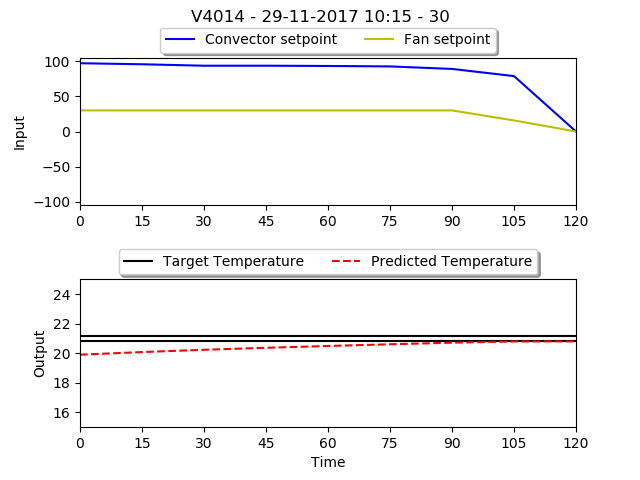 V4014 - 29-11-2017 10:15 - 30
Convector setpoint Fan setpoint
100
50
0
−50
−100
Input
0 15 30 45 60 75 90 105 120
Target Temperature Predicted Temperature
24
22
20
18
16
Output
0 15 30 45 60 75 90 105 120
Time